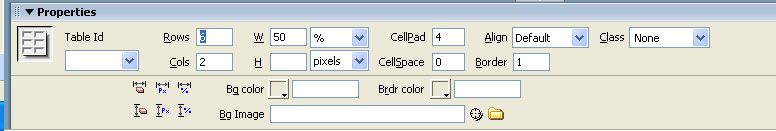 Properties
Table Id Rows 6 W 50 % CellPad 4 Align Default Class None
Cols 2 H pixels CellSpace 0 Border 1
Bg color Brdr color
Bg Image